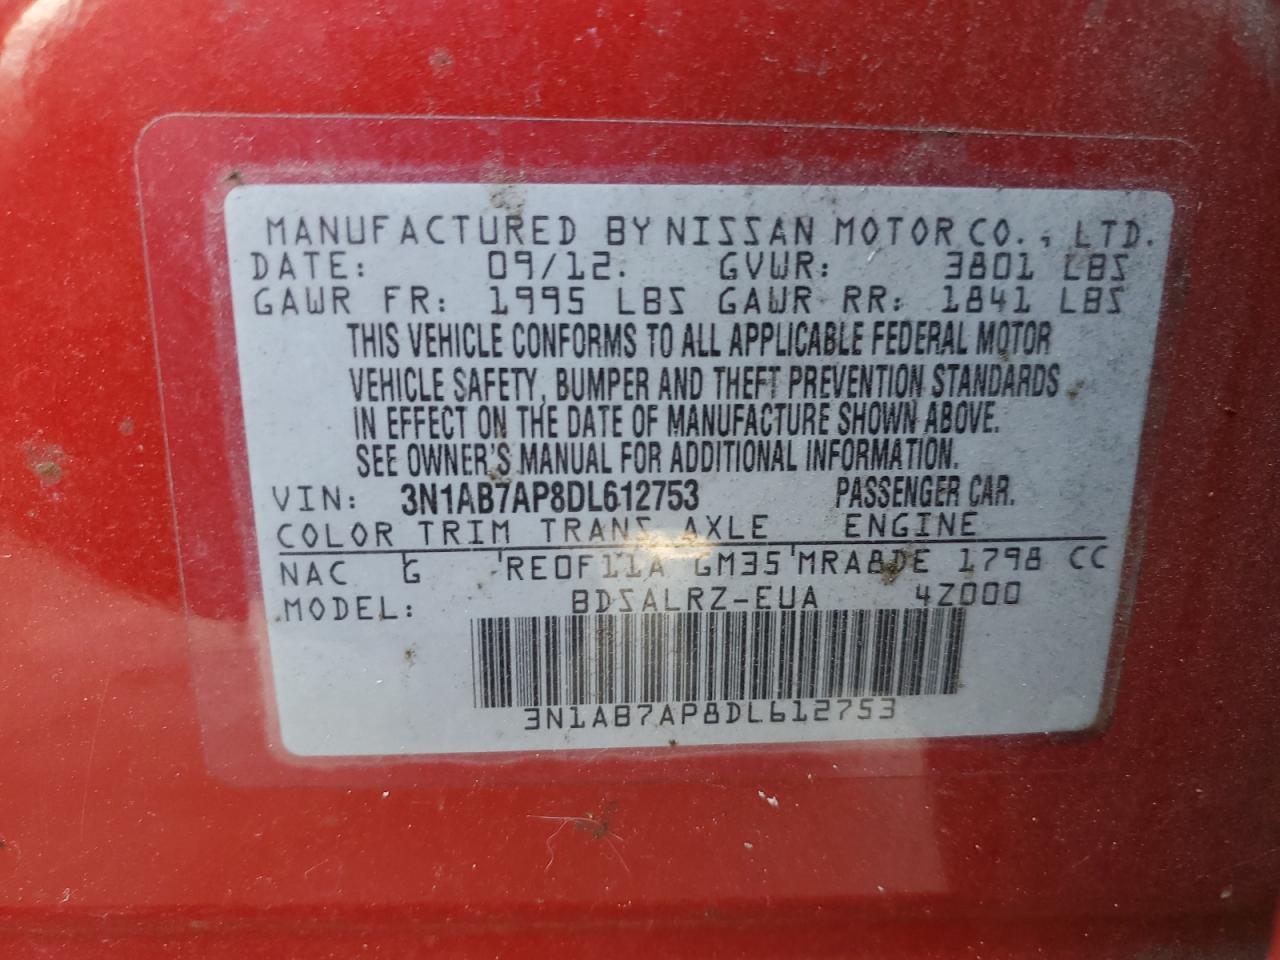 MANUFACTURED BY NISSAN MOTOR CO., LTD.
DATE: 09/12. GVWR: 3801 LBS
GAWR FR: 1995 LBS GAWR RR: 1841 LBS
THIS VEHICLE CONFORMS TO ALL APPLICABLE FEDERAL MOTOR
VEHICLE SAFETY, BUMPER AND THEFT PREVENTION STANDARDS
IN EFFECT ON THE DATE OF MANUFACTURE SHOWN ABOVE.
SEE OWNER'S MANUAL FOR ADDITIONAL INFORMATION.
VIN: 3N1AB7AP8DL612753 PASSENGER CAR.
COLOR TRIM TRANS AXLE ENGINE
NAC G RE0F11A GM35 MRA8DE 1798 CC
MODEL: BDSALRZ-EUA 4Z000
3N1AB7AP8DL612753